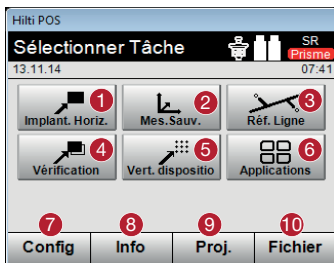 Hilti POS
Sélectionner Tâche
SR
Prisme
13.11.14
07:41
1
2
3
Implant. Horiz.
Mes.Sauv.
Réf. Ligne
4
5
6
Vérification
Vert. dispositio
Applications
7
8
9
10
Config
Info
Proj.
Fichier